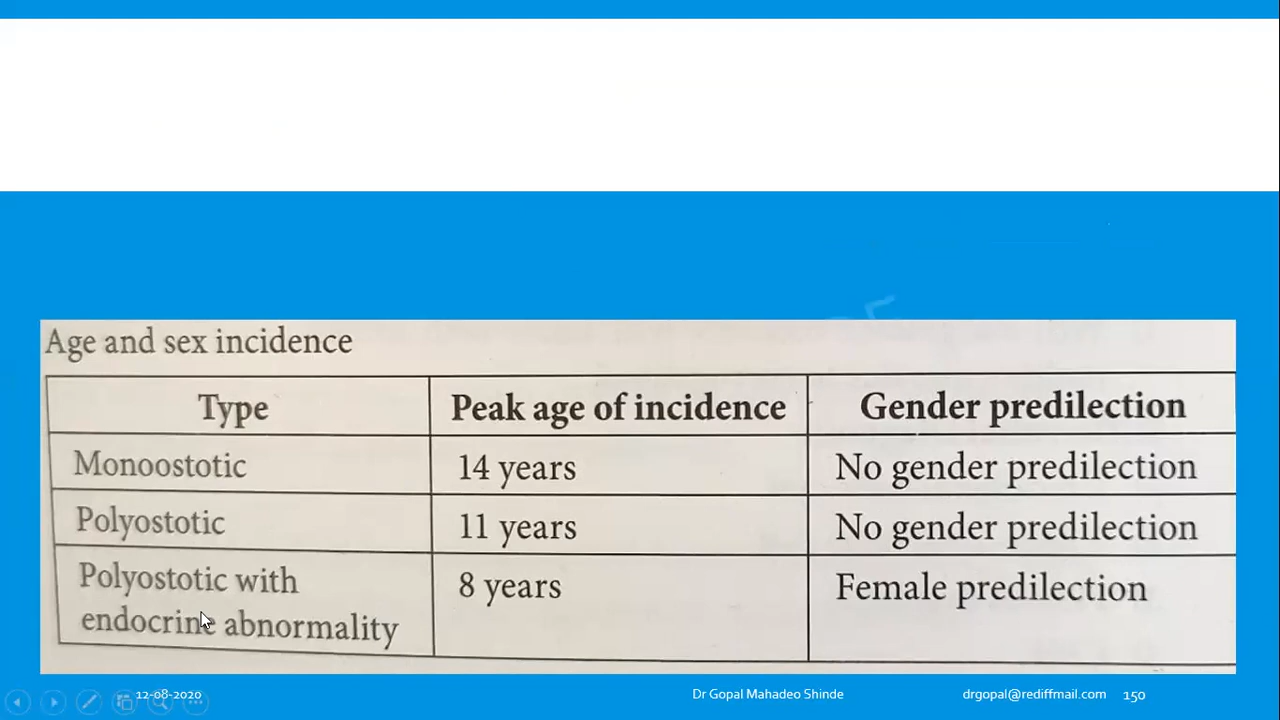 Age and sex incidence
Type Peak age of incidence Gender predilection
Monoostotic 14 years No gender predilection
Polyostotic 11 years No gender predilection
Polyostotic with 8 years Female predilection
endocrine abnormality
12-08-2020 Dr Gopal Mahadeo Shinde drgopal@rediffmail.com 150